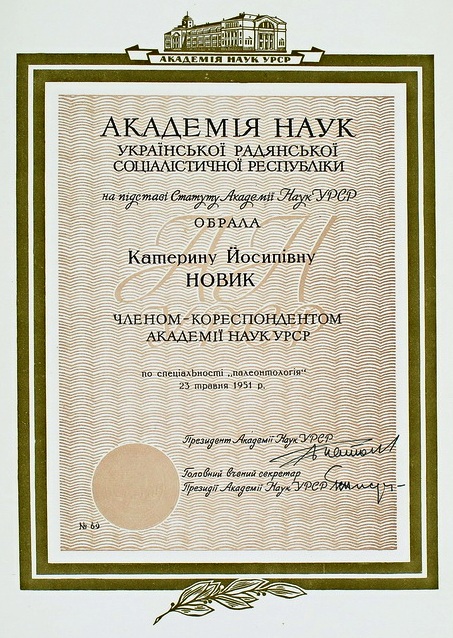 АКАДЕМІЯ НАУК УРСР
АКАДЕМІЯ НАУК
УКРАЇНСЬКОЇ РАДЯНСЬКОЇ
СОЦІАЛІСТИЧНОЇ РЕСПУБЛІКИ
на підставі Статуту Академії Наук УРСР
ОБРАЛА
Катерину Йосипівну
НОВИК
ЧЛЕНОМ-КОРЕСПОНДЕНТОМ
АКАДЕМІЇ НАУК УРСР
по спеціальності „палеонтологія“
23 травня 1951 р.
Президент Академії Наук УРСР
Головний вчений секретар
Президії Академії Наук УРСР
№ 69